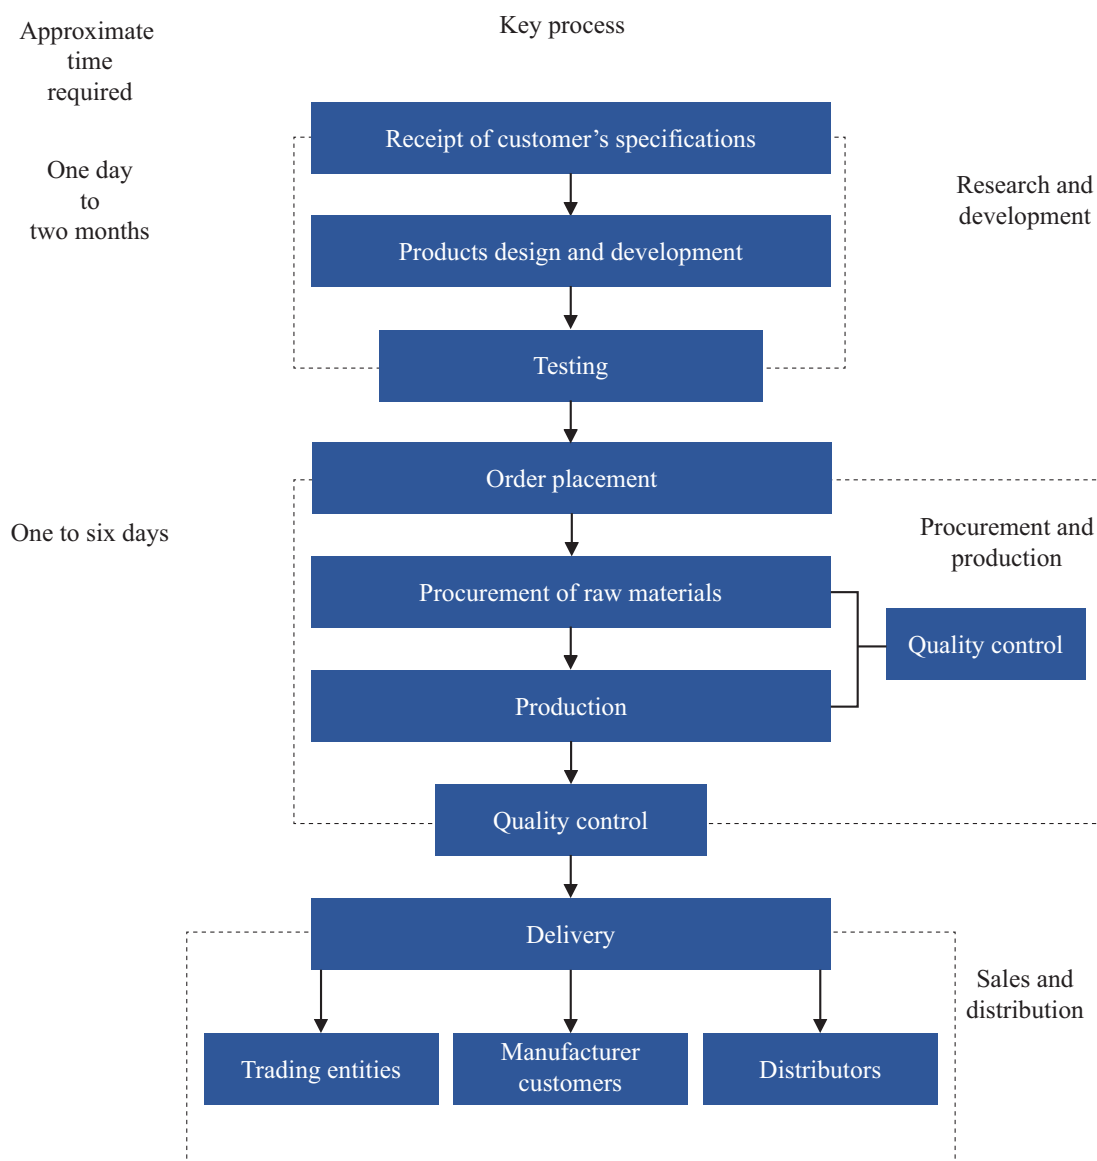 Approximate
time
required
Key process
Receipt of customer’s specifications
One day
to
two months
Research and
development
Products design and development
Testing
Order placement
One to six days
Procurement and
production
Procurement of raw materials
Quality control
Production
Quality control
Delivery
Sales and
distribution
Trading entities
Manufacturer
customers
Distributors